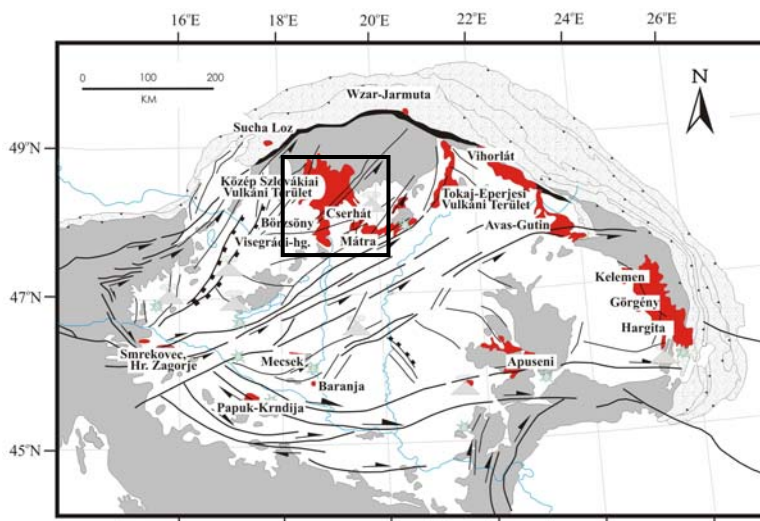 16°E
18°E
20°E
22°E
24°E
26°E
0
100
200
KM
N
Wzar-Jarmuta
Sucha Loz
49°N
Vihorlát
Közép Szlovákiai
Vulkáni Terület
Tokaj-Eperjesi
Vulkáni Terület
Cserhát
Börzsöny
Avas-Gutin
Visegrádi-hg.
Mátra
Kelemen
47°N
Görgény
Hargita
Smrekovec,
Hr. Zagorje
Mecsek
Apuseni
Baranja
Papuk-Krndija
45°N